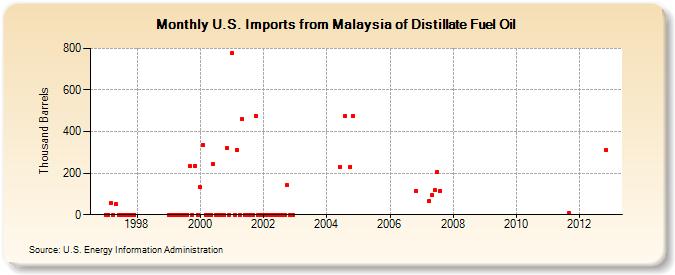 Monthly U.S. Imports from Malaysia of Distillate Fuel Oil
Thousand Barrels
800
600
400
200
0
1998 2000 2002 2004 2006 2008 2010 2012
Source: U.S. Energy Information Administration